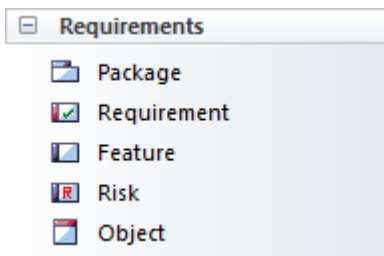 Requirements
Package
Requirement
Feature
R Risk
Object